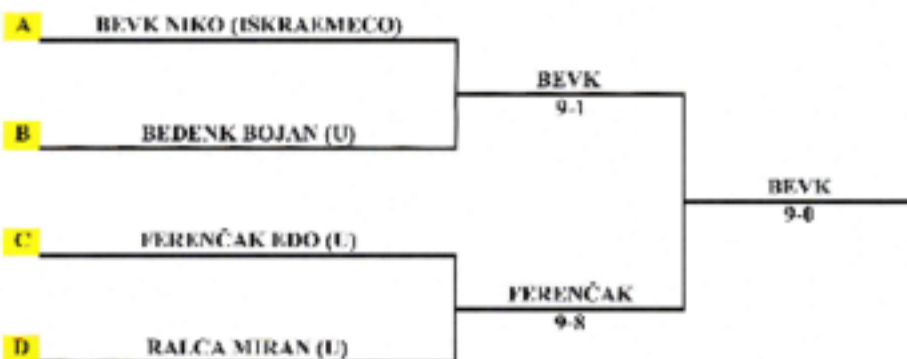 A BEVK NIKO (ISKRAEMECO)
BEVK
9-1
B BEDENK BOJAN (U)
BEVK
9-0
C FERENČAK EDO (U)
FERENČAK
9-8
D RALCA MIRAN (U)